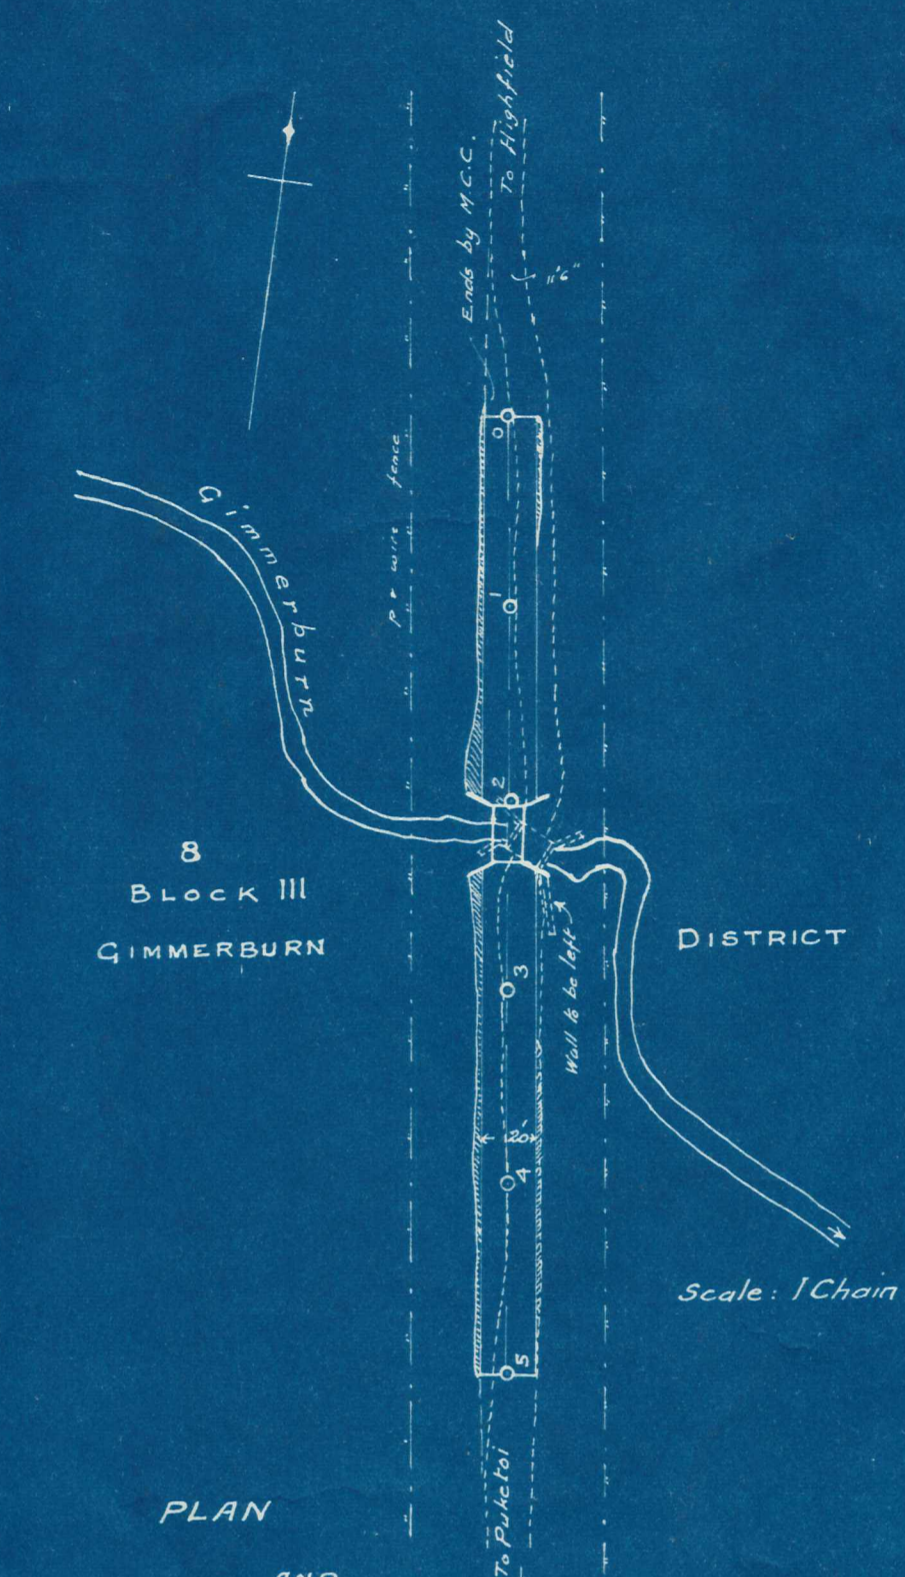 To Highfield
Ends by M.C.C.
11'6"
0
P & wire fence
Gimmerburn
1
2
8
BLOCK III
GIMMERBURN
DISTRICT
3
Wall to be left
20'
4
Scale: 1 Chain
5
To Puketoi
PLAN
AND